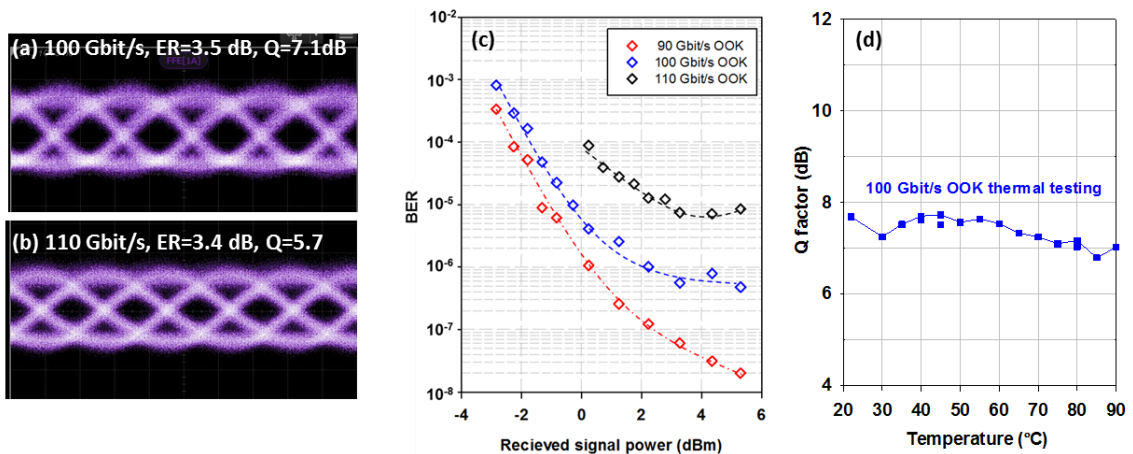 (a) 100 Gbit/s, ER=3.5 dB, Q=7.1dB
FFE[1A]
(b) 110 Gbit/s, ER=3.4 dB, Q=5.7
(c)
90 Gbit/s OOK
100 Gbit/s OOK
110 Gbit/s OOK
BER
10-2
10-3
10-4
10-5
10-6
10-7
10-8
-4
-2
0
2
4
6
Recieved signal power (dBm)
(d)
100 Gbit/s OOK thermal testing
Q factor (dB)
12
10
8
6
4
20
30
40
50
60
70
80
90
Temperature (°C)